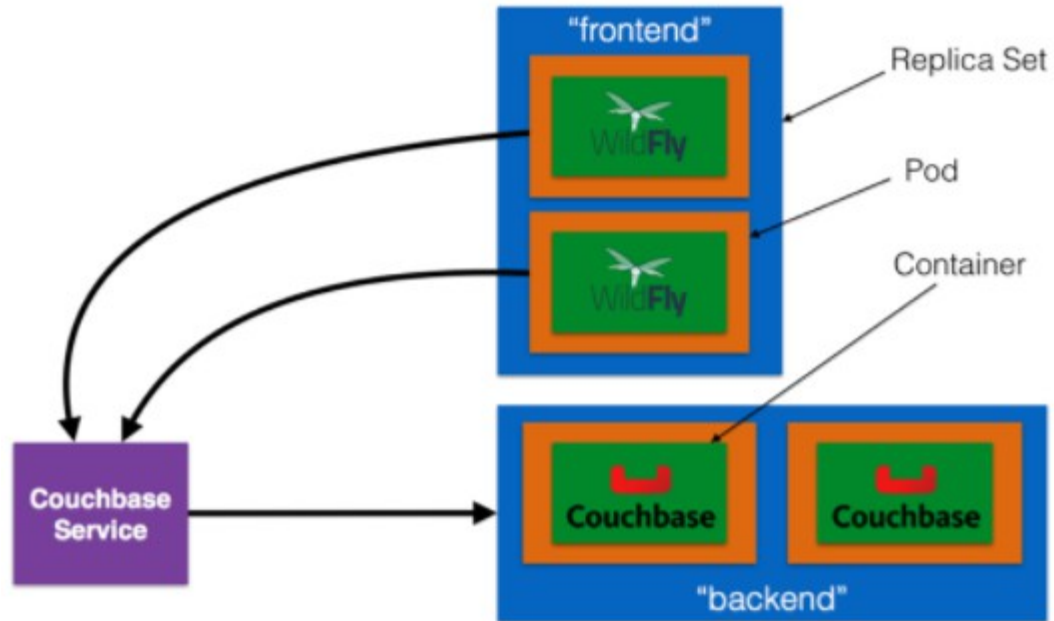 “frontend”
Replica Set
WildFly
Pod
WildFly
Container
Couchbase
Service
Couchbase
Couchbase
“backend”